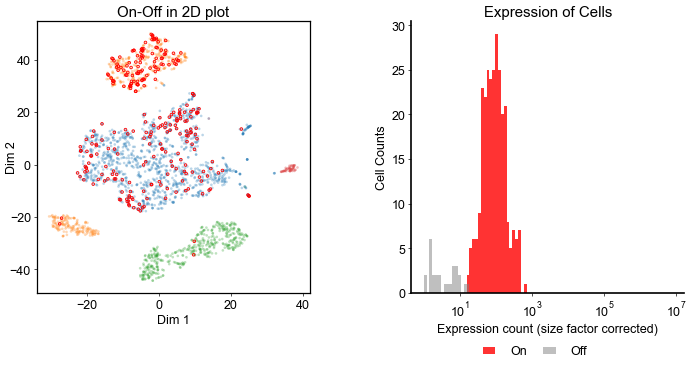 On-Off in 2D plot
Expression of Cells
40
20
0
−20
−40
Dim 2
−20
0
20
40
Dim 1
30
25
20
15
10
5
0
Cell Counts
10^1
10^3
10^5
10^7
Expression count (size factor corrected)
On
Off